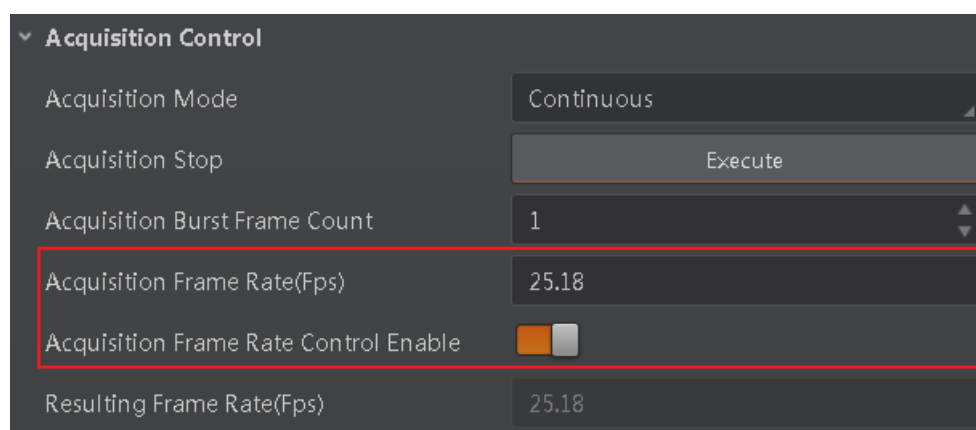 Acquisition Control
Acquisition Mode Continuous
Acquisition Stop Execute
Acquisition Burst Frame Count 1
Acquisition Frame Rate(Fps) 25.18
Acquisition Frame Rate Control Enable
Resulting Frame Rate(Fps) 25.18